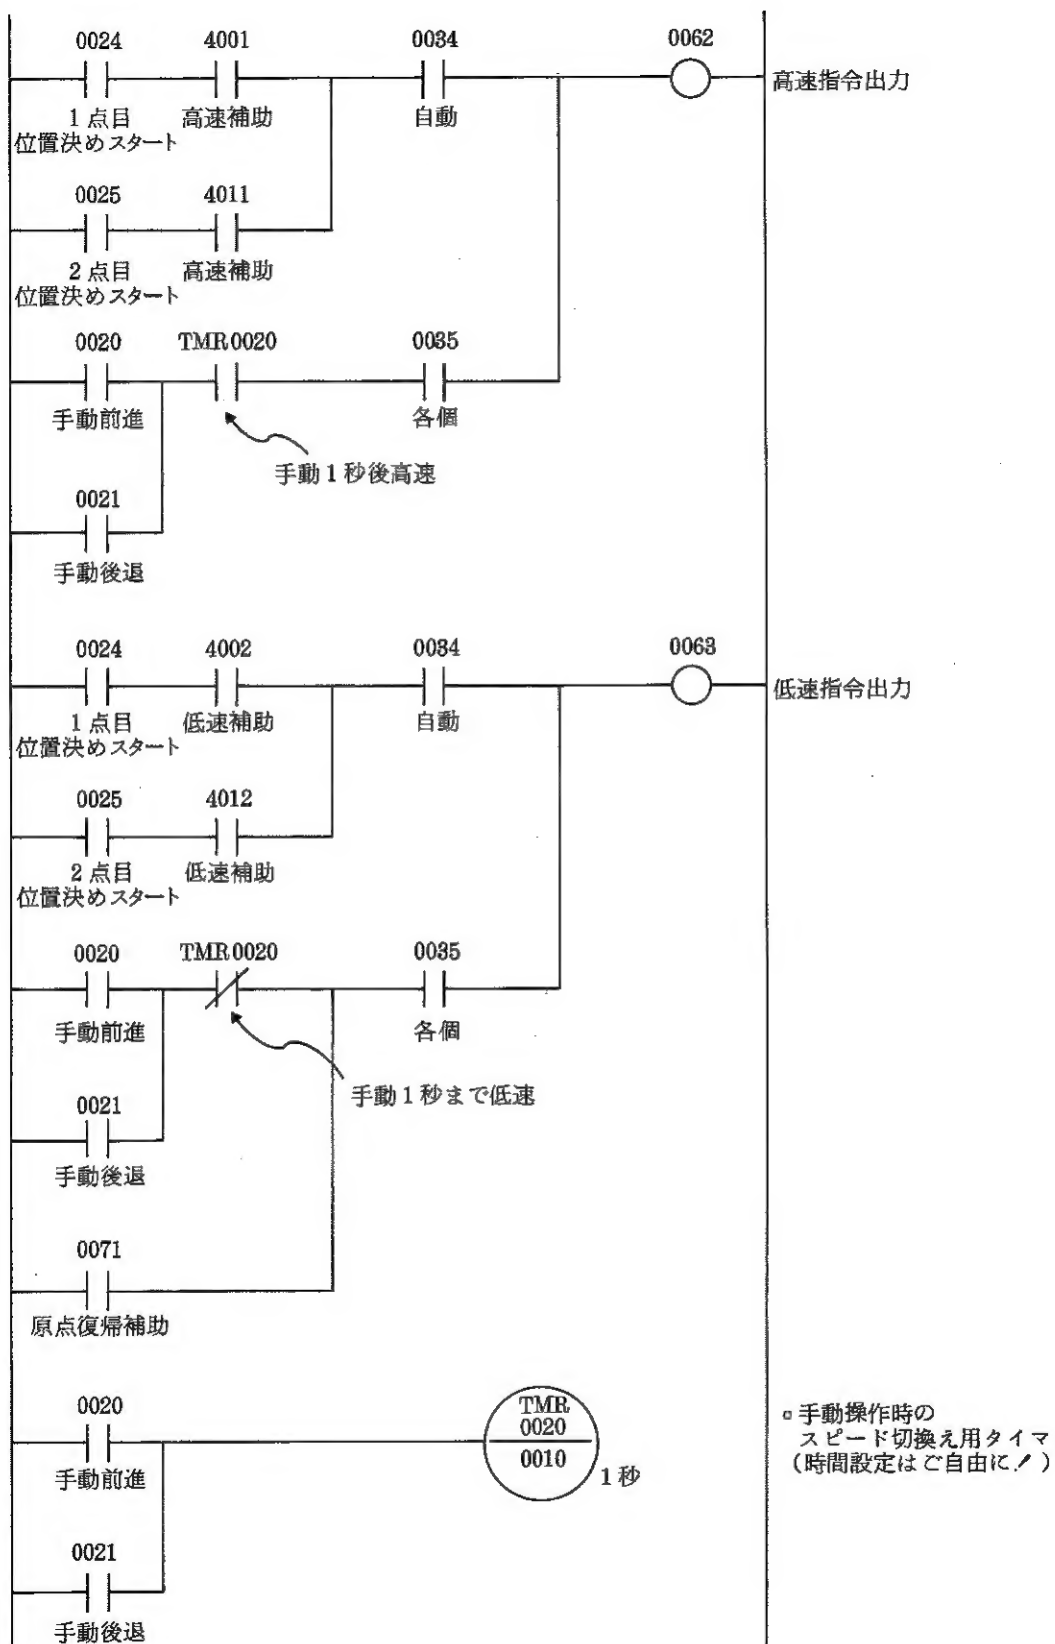 0024 4001 0034 0062
高速指令出力
1点目 高速補助 自動
位置決めスタート
0025 4011
2点目 高速補助
位置決めスタート
0020 TMR0020 0035
手動前進 各個
手動1秒後高速
0021
手動後退
0024 4002 0034 0063
低速指令出力
1点目 低速補助 自動
位置決めスタート
0025 4012
2点目 低速補助
位置決めスタート
0020 TMR0020 0035
手動前進 各個
手動1秒まで低速
0021
手動後退
0071
原点復帰補助
0020
手動前進
TMR
0020
0010
1秒
¤手動操作時の
スピード切換え用タイマ
(時間設定はご自由に！)
0021
手動後退